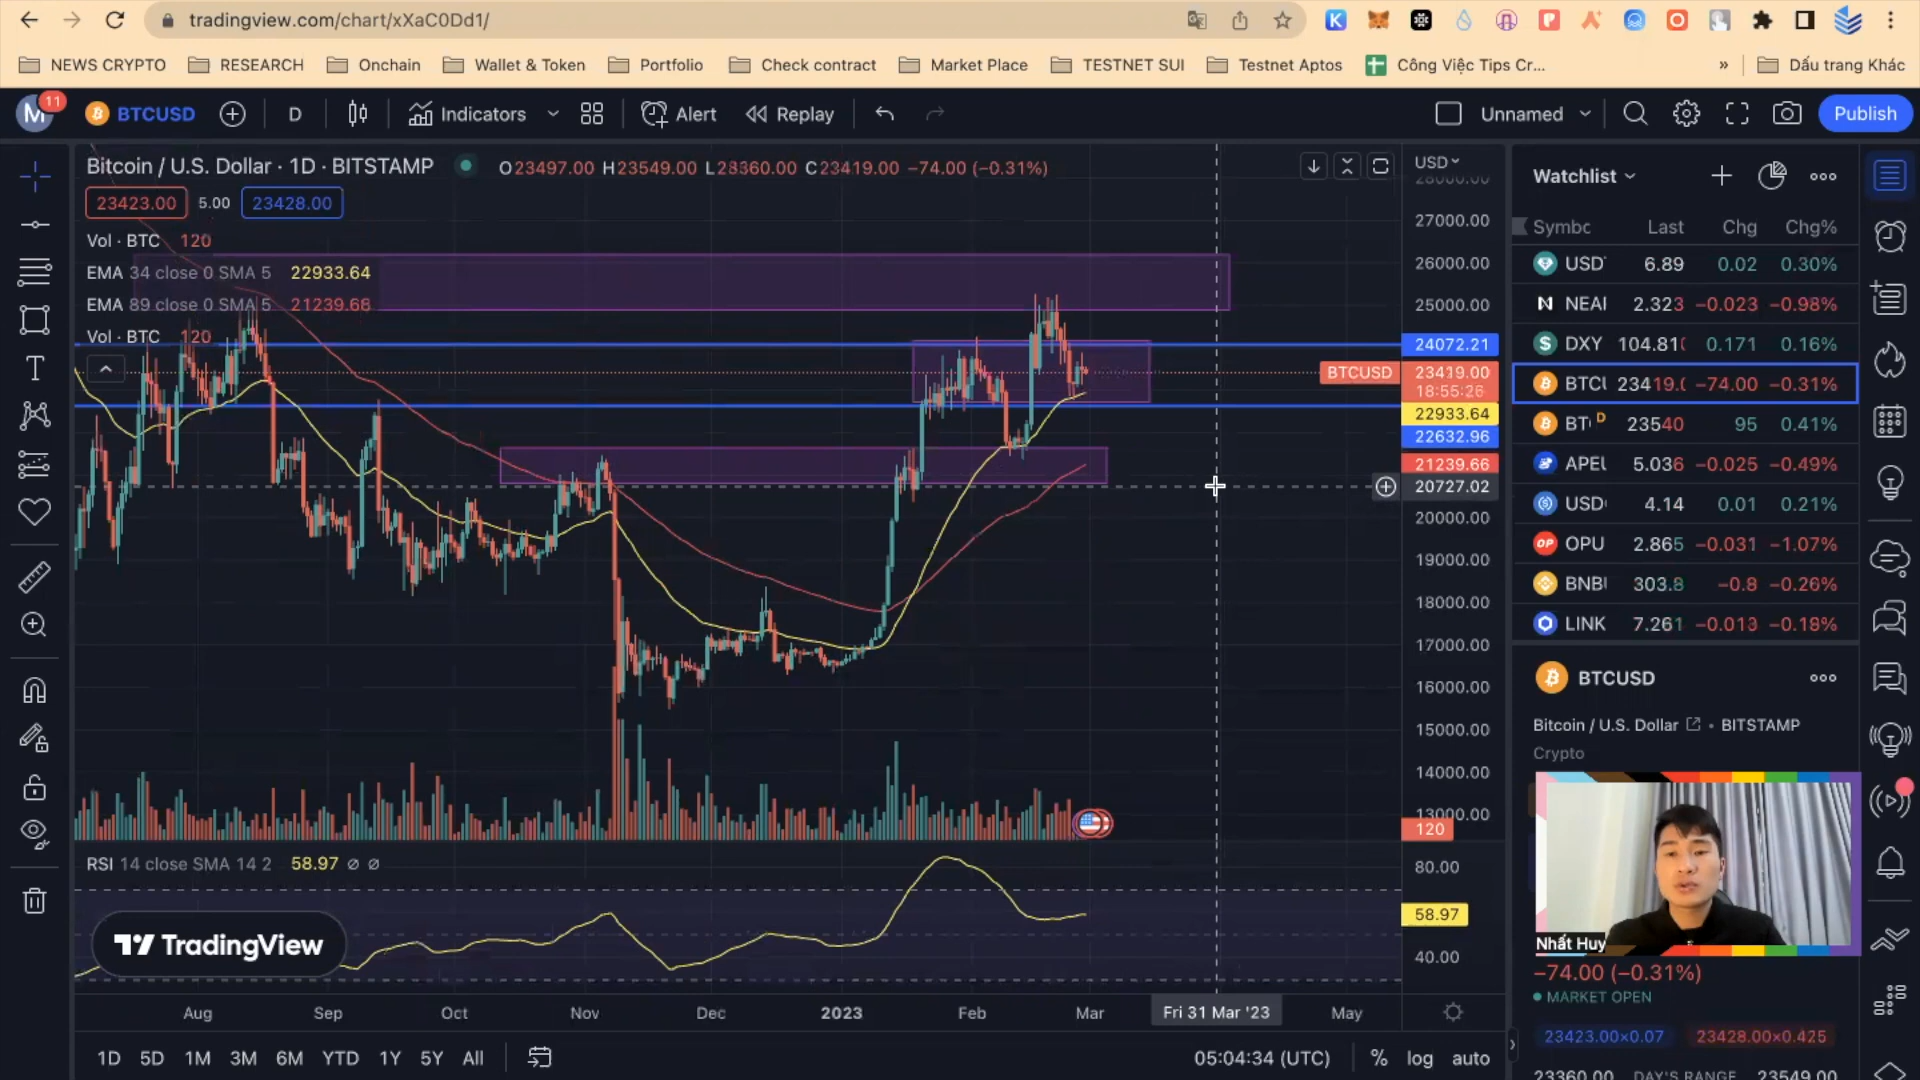 tradingview.com/chart/xXaC0Dd1/
NEWS CRYPTO RESEARCH Onchain Wallet & Token Portfolio Check contract Market Place TESTNET SUI Testnet Aptos Công Việc Tips Cr... » Dấu trang Khác
M 11 BTCUSD D Indicators Alert Replay Unnamed Publish
Bitcoin / U.S. Dollar · 1D · BITSTAMP O23497.00 H23549.00 L23360.00 C23419.00 −74.00 (−0.31%)
23423.00 5.00 23428.00
Vol · BTC 120
EMA 34 close 0 SMA 5 22933.64
EMA 89 close 0 SMA 5 21239.66
Vol · BTC 120
USD
28000.00
27000.00
26000.00
25000.00
24072.21
BTCUSD 23419.00
18:55:26
22933.64
22632.96
21239.66
20727.02
20000.00
19000.00
18000.00
17000.00
16000.00
15000.00
14000.00
13000.00
120
RSI 14 close SMA 14 2 58.97
80.00
58.97
40.00
TradingView
Aug Sep Oct Nov Dec 2023 Feb Mar Fri 31 Mar '23 May
1D 5D 1M 3M 6M YTD 1Y 5Y All 05:04:34 (UTC) % log auto
Watchlist
Symbc Last Chg Chg%
USD 6.89 0.02 0.30%
NEAI 2.323 −0.023 −0.98%
DXY 104.81 0.171 0.16%
BTCU 23419.0 −74.00 −0.31%
BT D 23540 95 0.41%
APEU 5.036 −0.025 −0.49%
USD 4.14 0.01 0.21%
OP OPU 2.865 −0.031 −1.07%
BNBU 303.8 −0.8 −0.26%
LINK 7.261 −0.013 −0.18%
BTCUSD
Bitcoin / U.S. Dollar · BITSTAMP
Crypto
Nhất Huy
−74.00 (−0.31%)
MARKET OPEN
23423.00×0.07 23428.00×0.425
23360.00 DAY'S RANGE 23549.00